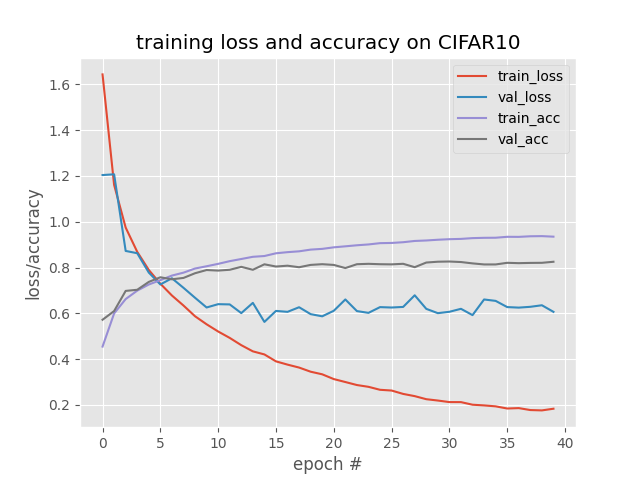 training loss and accuracy on CIFAR10
train_loss
val_loss
train_acc
val_acc
1.6
1.4
1.2
1.0
0.8
0.6
0.4
0.2
loss/accuracy
0 5 10 15 20 25 30 35 40
epoch #